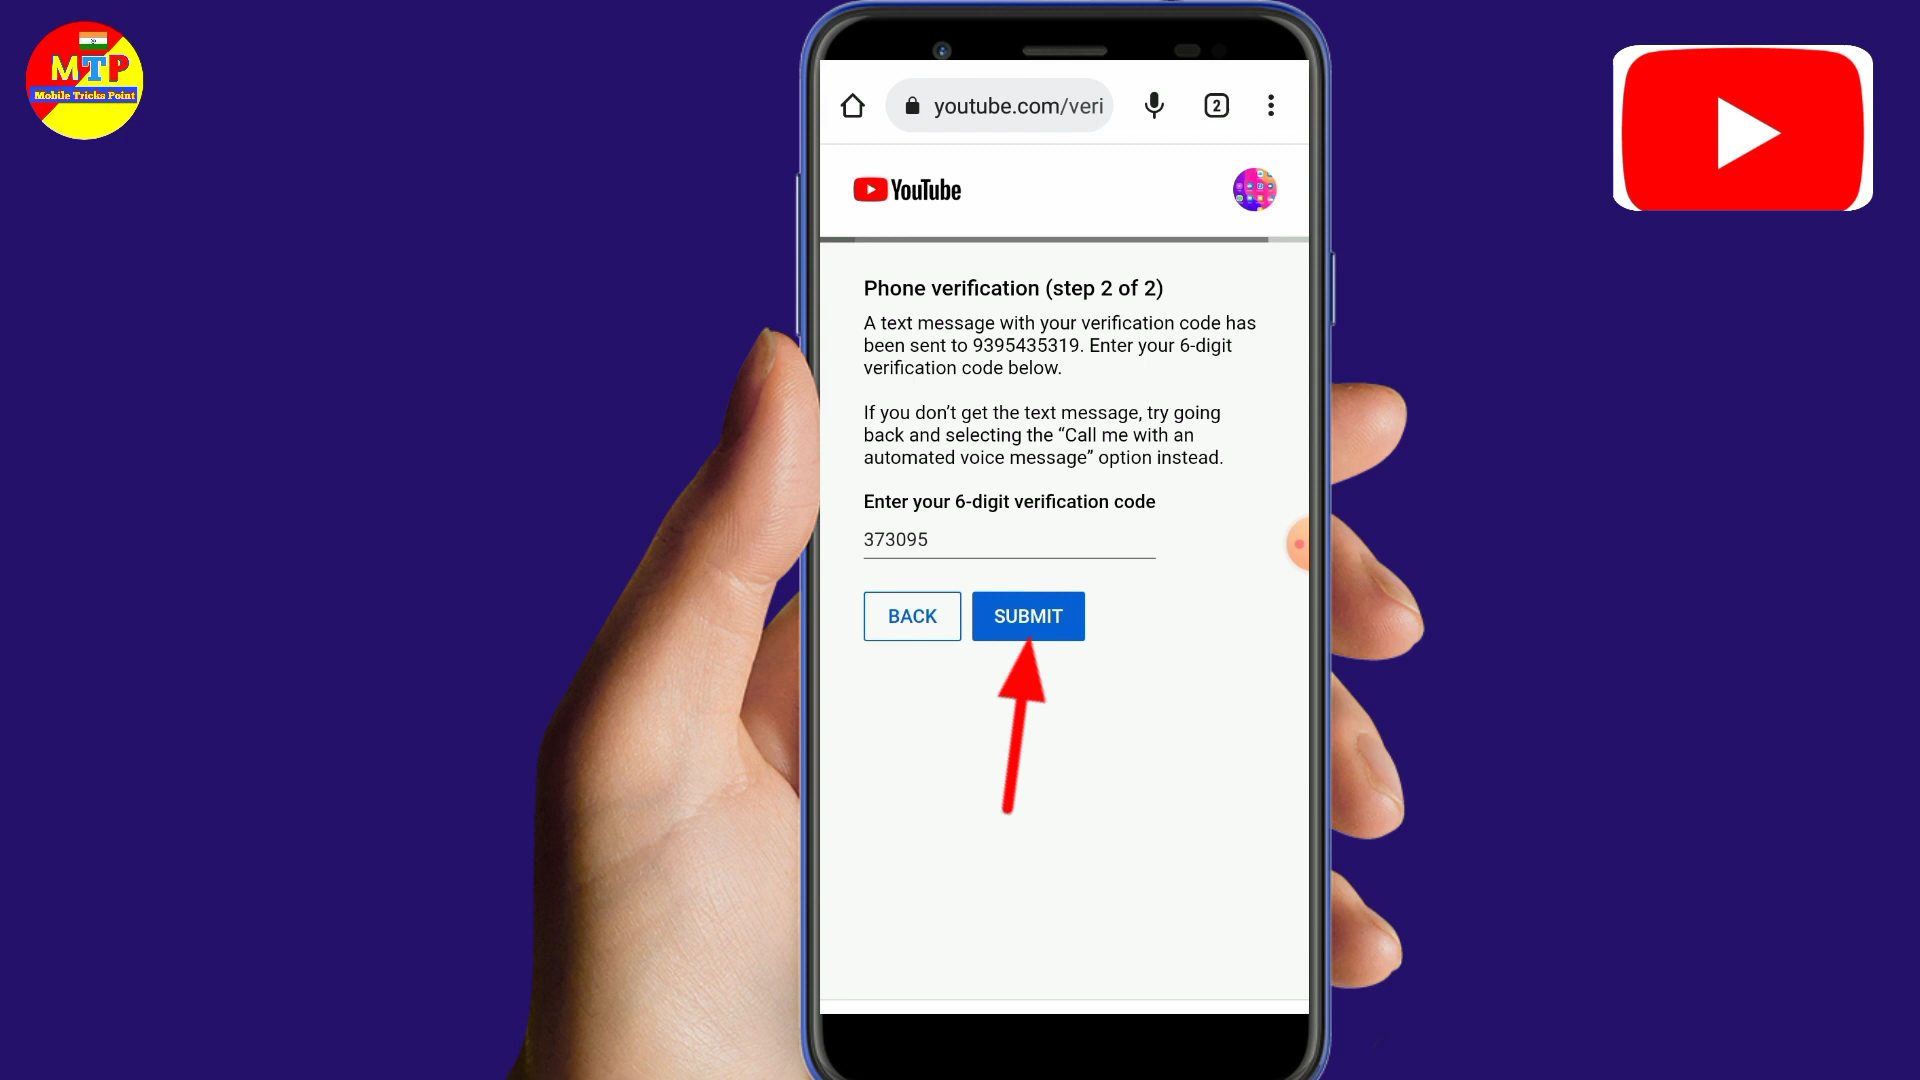 MTP
Mobile Tricks Point
youtube.com/veri
2
YouTube
Phone verification (step 2 of 2)
A text message with your verification code has
been sent to 9395435319. Enter your 6-digit
verification code below.
If you don’t get the text message, try going
back and selecting the “Call me with an
automated voice message” option instead.
Enter your 6-digit verification code
373095
BACK
SUBMIT